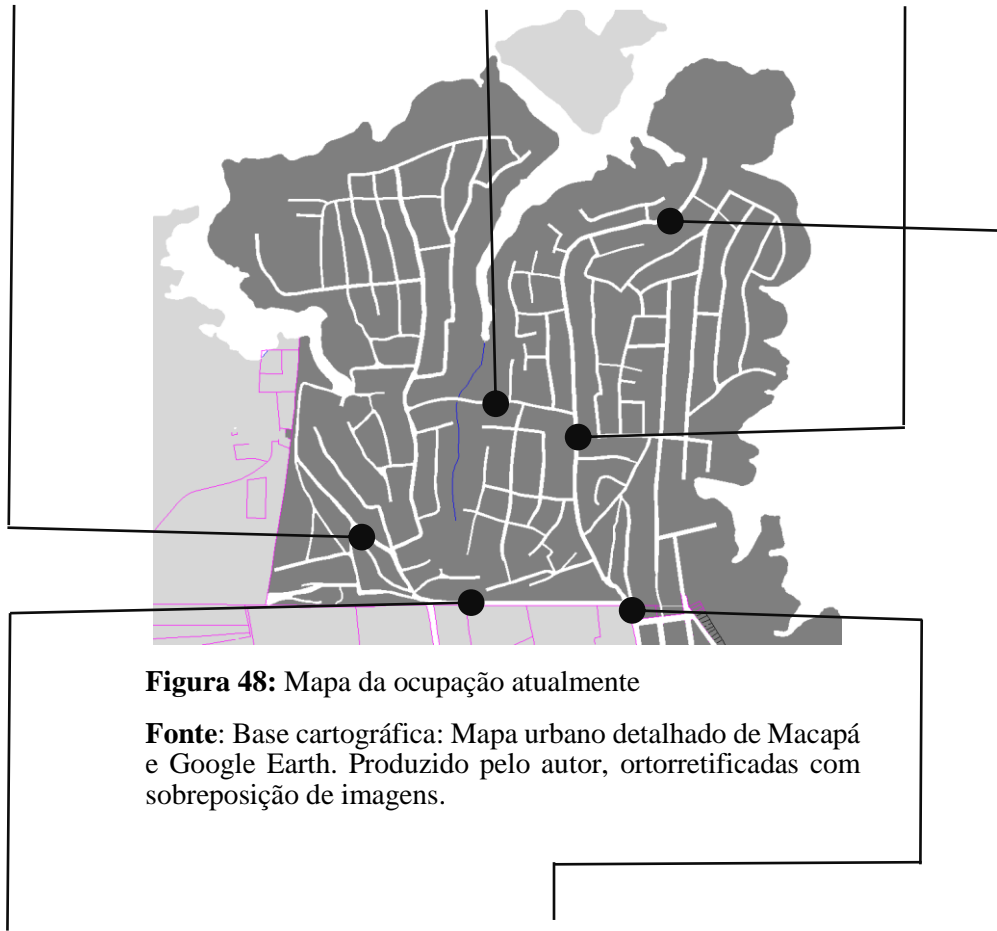 Figura 48: Mapa da ocupação atualmente
Fonte: Base cartográfica: Mapa urbano detalhado de Macapá
e Google Earth. Produzido pelo autor, ortorretificadas com
sobreposição de imagens.